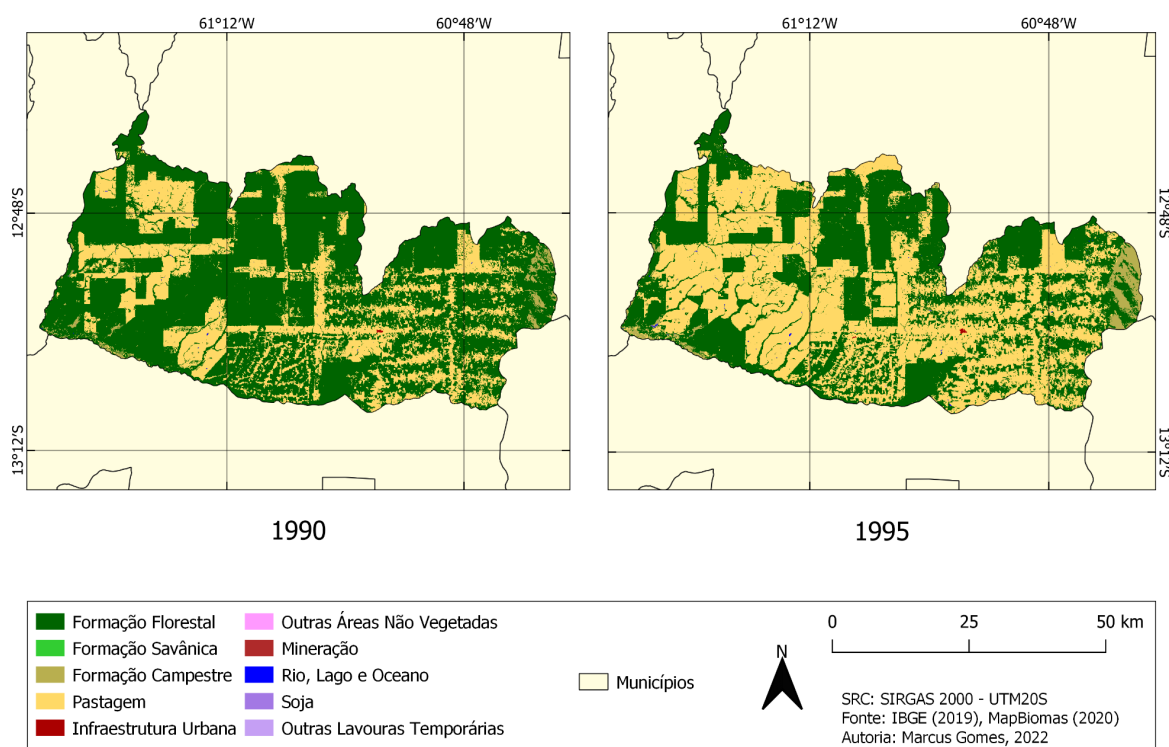 61°12′W 60°48′W 61°12′W 60°48′W
12°48′S 12°48′S
13°12′S 13°12′S
1990 1995
Formação Florestal
Formação Savânica
Formação Campestre
Pastagem
Infraestrutura Urbana
Outras Áreas Não Vegetadas
Mineração
Rio, Lago e Oceano
Soja
Outras Lavouras Temporárias
Municípios
N
0 25 50 km
SRC: SIRGAS 2000 - UTM20S
Fonte: IBGE (2019), MapBiomas (2020)
Autoria: Marcus Gomes, 2022